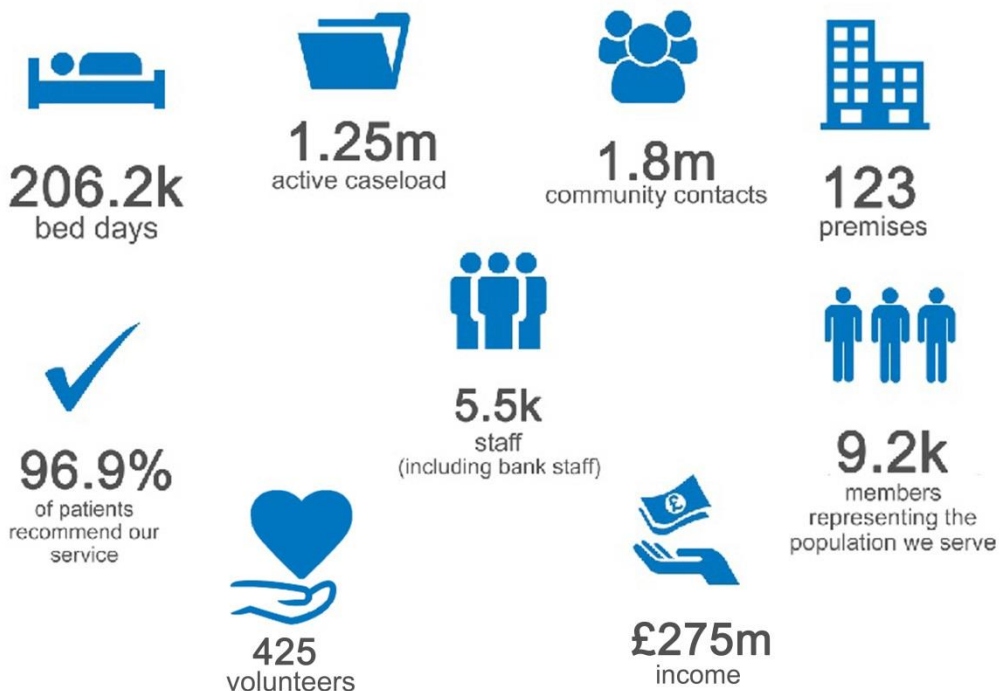 206.2k
bed days
1.25m
active caseload
1.8m
community contacts
123
premises
96.9%
of patients
recommend our
service
5.5k
staff
(including bank staff)
9.2k
members
representing the
population we serve
425
volunteers
£
£275m
income